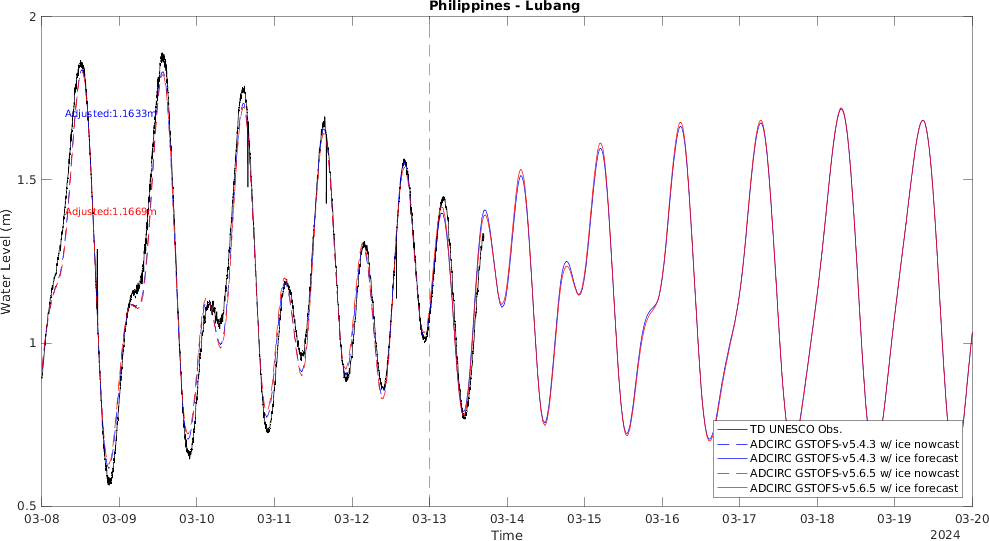 Philippines - Lubang
2
1.5
1
0.5
Water Level (m)
Adjusted:1.1633m
Adjusted:1.1669m
TD UNESCO Obs.
ADCIRC GSTOFS-v5.4.3 w/ ice nowcast
ADCIRC GSTOFS-v5.4.3 w/ ice forecast
ADCIRC GSTOFS-v5.6.5 w/ ice nowcast
ADCIRC GSTOFS-v5.6.5 w/ ice forecast
03-08 03-09 03-10 03-11 03-12 03-13 03-14 03-15 03-16 03-17 03-18 03-19 03-20
Time
2024